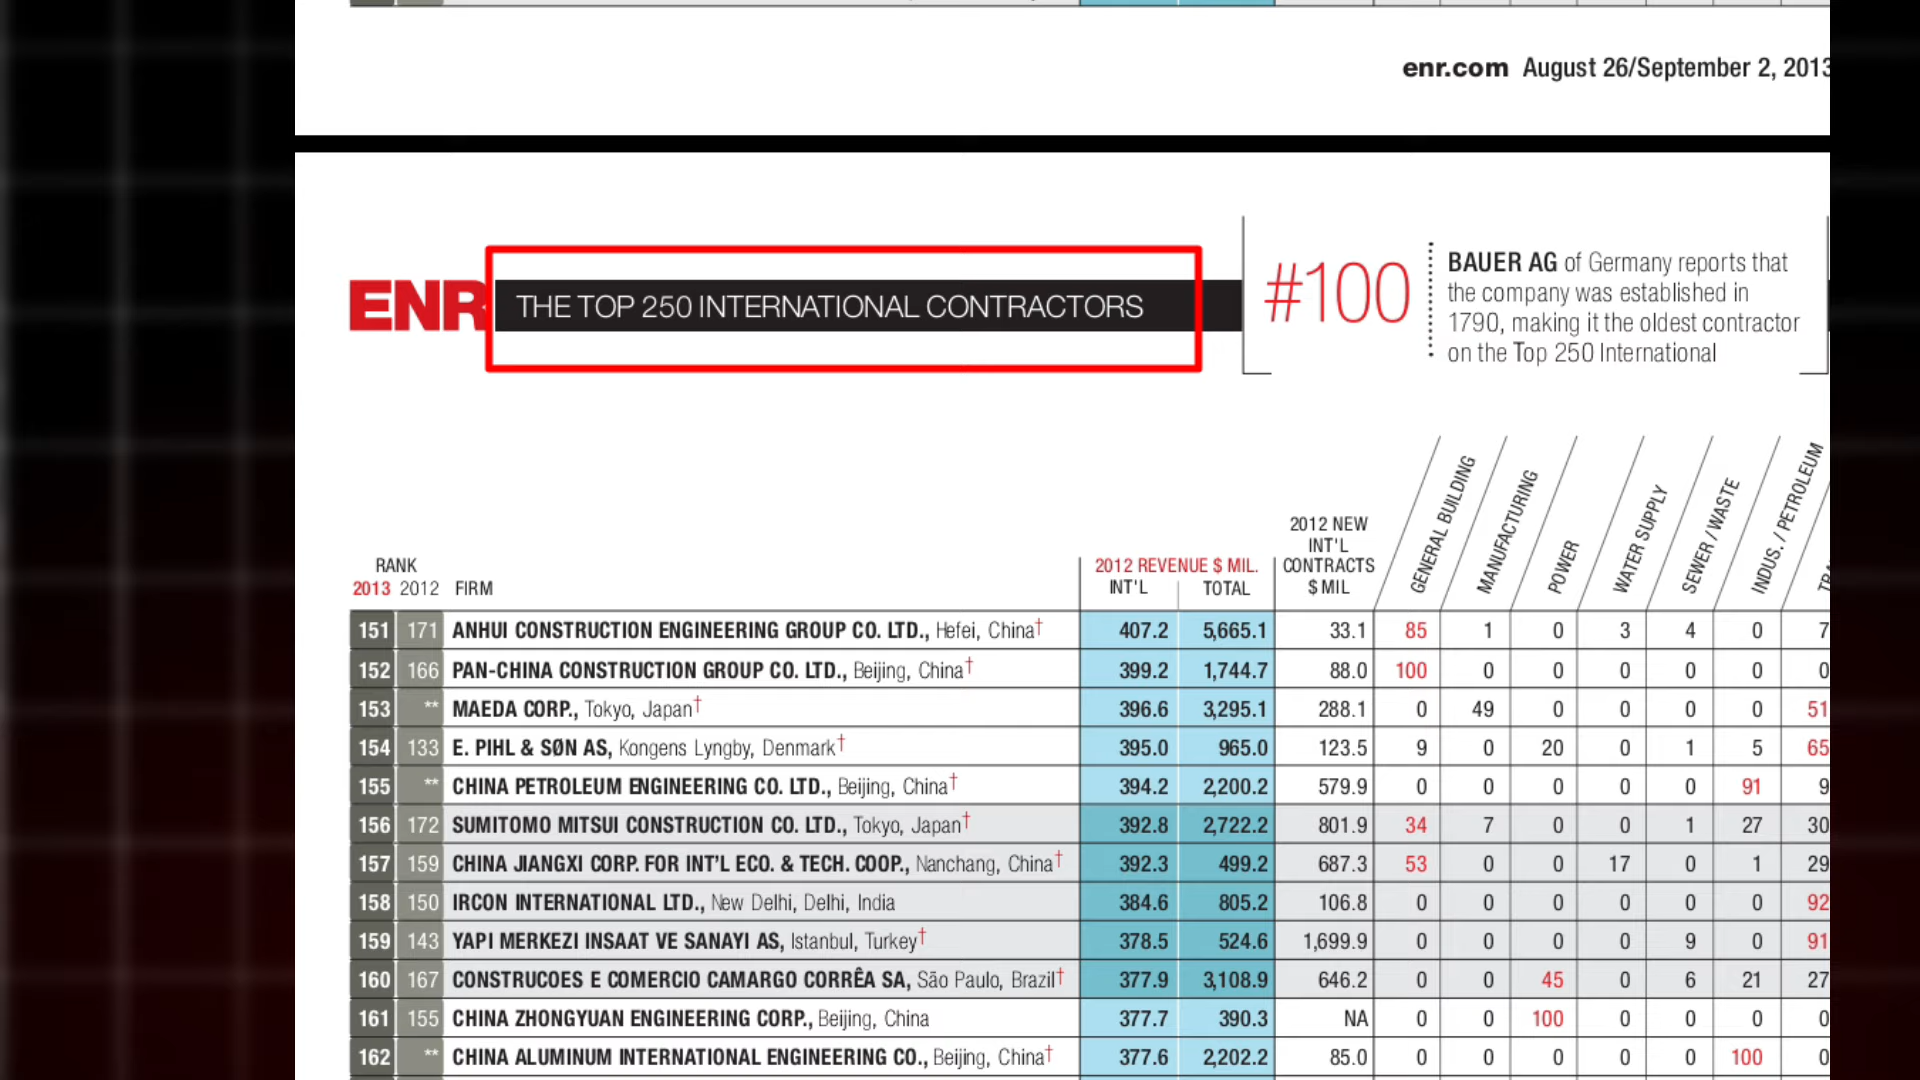 enr.com August 26/September 2, 2013
ENR THE TOP 250 INTERNATIONAL CONTRACTORS
#100
BAUER AG of Germany reports that
the company was established in
1790, making it the oldest contractor
on the Top 250 International
GENERAL BUILDING
MANUFACTURING
POWER
WATER SUPPLY
SEWER / WASTE
INDUS. / PETROLEUM
RANK 2012 REVENUE $ MIL. 2012 NEW INT'L CONTRACTS $ MIL
2013 2012 FIRM INT'L TOTAL
151 171 ANHUI CONSTRUCTION ENGINEERING GROUP CO. LTD., Hefei, China† 407.2 5,665.1 33.1 85 1 0 3 4 0 7
152 166 PAN-CHINA CONSTRUCTION GROUP CO. LTD., Beijing, China† 399.2 1,744.7 88.0 100 0 0 0 0 0 0
153 ** MAEDA CORP., Tokyo, Japan† 396.6 3,295.1 288.1 0 49 0 0 0 0 51
154 133 E. PIHL & SØN AS, Kongens Lyngby, Denmark† 395.0 965.0 123.5 9 0 20 0 1 5 65
155 ** CHINA PETROLEUM ENGINEERING CO. LTD., Beijing, China† 394.2 2,200.2 579.9 0 0 0 0 0 91 9
156 172 SUMITOMO MITSUI CONSTRUCTION CO. LTD., Tokyo, Japan† 392.8 2,722.2 801.9 34 7 0 0 1 27 30
157 159 CHINA JIANGXI CORP. FOR INT'L ECO. & TECH. COOP., Nanchang, China† 392.3 499.2 687.3 53 0 0 17 0 1 29
158 150 IRCON INTERNATIONAL LTD., New Delhi, Delhi, India 384.6 805.2 106.8 0 0 0 0 0 0 92
159 143 YAPI MERKEZI INSAAT VE SANAYI AS, Istanbul, Turkey† 378.5 524.6 1,699.9 0 0 0 0 9 0 91
160 167 CONSTRUCOES E COMERCIO CAMARGO CORRÊA SA, São Paulo, Brazil† 377.9 3,108.9 646.2 0 0 45 0 6 21 27
161 155 CHINA ZHONGYUAN ENGINEERING CORP., Beijing, China 377.7 390.3 NA 0 0 100 0 0 0 0
162 ** CHINA ALUMINUM INTERNATIONAL ENGINEERING CO., Beijing, China† 377.6 2,202.2 85.0 0 0 0 0 0 100 0